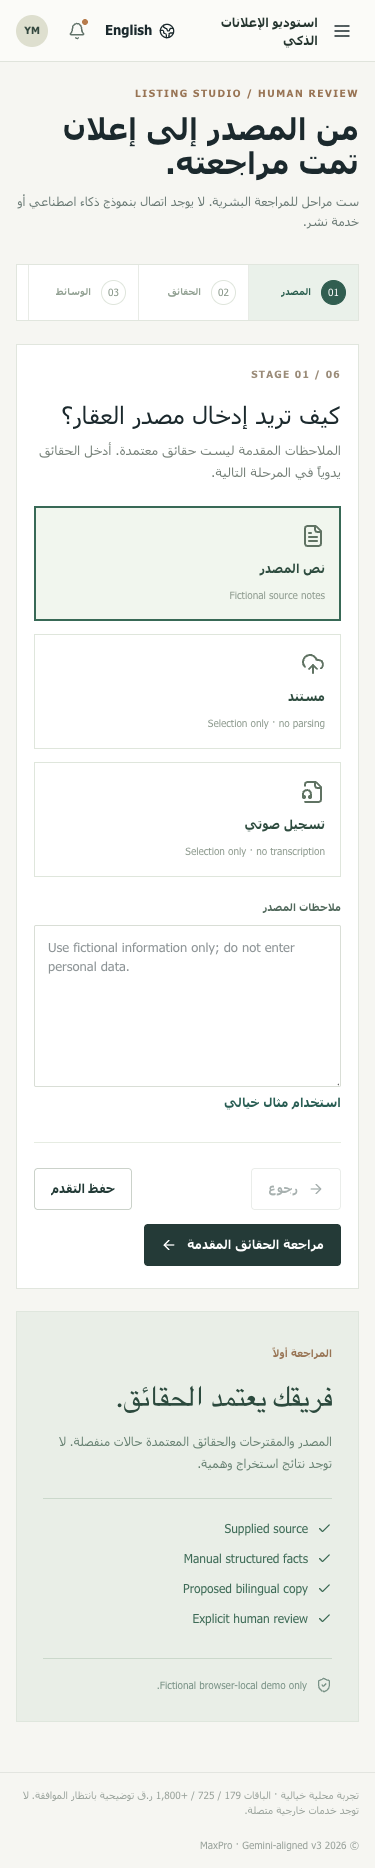 استوديو الإعلانات
الذكي
English
YM
LISTING STUDIO / HUMAN REVIEW
من المصدر إلى إعلان
تمت مراجعته.
ست مراحل للمراجعة البشرية. لا يوجد اتصال بنموذج ذكاء اصطناعي أو
خدمة نشر.
01 المصدر
02 الحقائق
03 الوسائط
STAGE 01 / 06
كيف تريد إدخال مصدر العقار؟
الملاحظات المقدمة ليست حقائق معتمدة. أدخل الحقائق
يدوياً في المرحلة التالية.
نص المصدر
Fictional source notes
مستند
Selection only · no parsing
تسجيل صوتي
Selection only · no transcription
ملاحظات المصدر
Use fictional information only; do not enter
personal data.
استخدام مثال خيالي
رجوع
حفظ التقدم
مراجعة الحقائق المقدمة
المراجعة أولاً
فريقك يعتمد الحقائق.
المصدر والمقترحات والحقائق المعتمدة حالات منفصلة. لا
توجد نتائج استخراج وهمية.
Supplied source
Manual structured facts
Proposed bilingual copy
Explicit human review
.Fictional browser-local demo only
تجربة محلية خيالية · الباقات 179 / 725 / +1,800 ر.ق توضيحية بانتظار الموافقة. لا
توجد خدمات خارجية متصلة.
MaxPro · Gemini-aligned v3 2026 ©